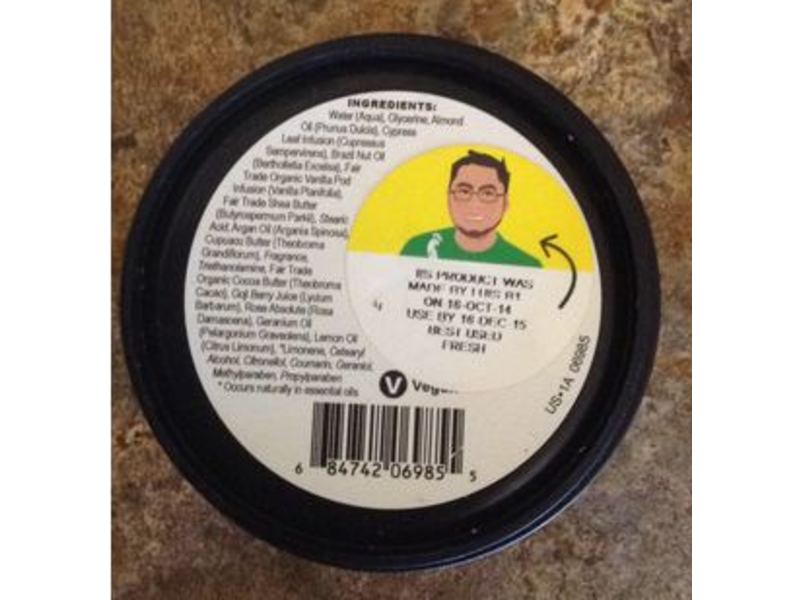 INGREDIENTS:
Water (Aqua), Glycerine, Almond
Oil (Prunus Dulcis), Cypress
Leaf Infusion (Cupressus
Sempervirens), Brazil Nut Oil
(Bertholletia Excelsa), Fair
Trade Organic Vanilla Pod
Infusion (Vanilla Planifolia),
Fair Trade Shea Butter
(Butyrospermum Parkii), Stearic
Acid, Argan Oil (Argania Spinosa),
Cupuacu Butter (Theobroma
Grandiflorum), Fragrance,
Triethanolamine, Fair Trade
Organic Cocoa Butter (Theobroma
Cacao), Goji Berry Juice (Lycium
Barbarum), Rose Absolute (Rosa
Damascena), Geranium Oil
(Pelargonium Graveolens), Lemon Oil
(Citrus Limonum), *Limonene, Cetearyl
Alcohol, Citronellol, Coumarin, Geraniol,
Methylparaben, Propylparaben
* Occurs naturally in essential oils
IIS PRODUCT WAS
MADE BY
ON 16-OCT-14
USE BY 16 DEC 15
BEST USED
FRESH
V Vegan
US•1A 06985
6 84742 06985 5